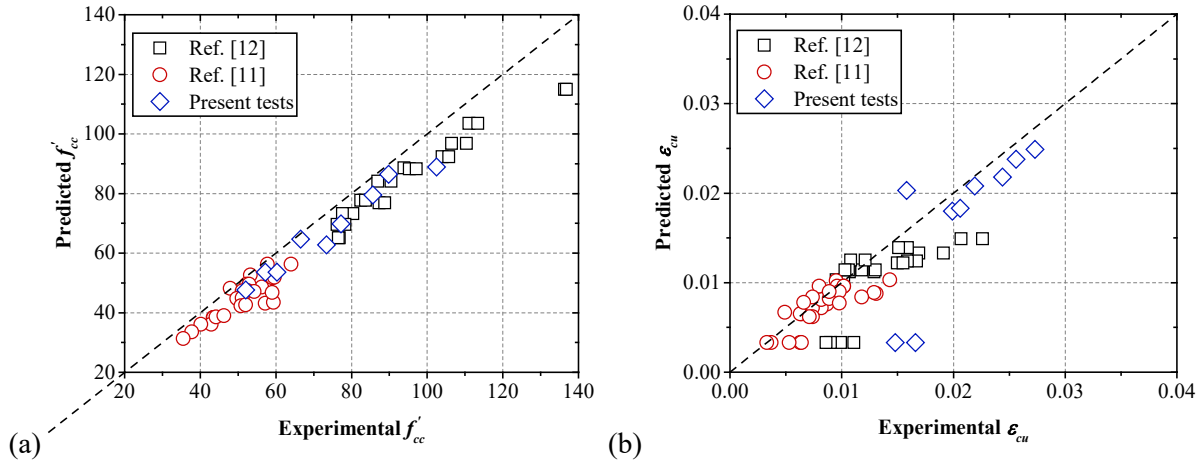 140
120
100
80
60
40
20
Predicted f'cc
Ref. [12]
Ref. [11]
Present tests
20 40 60 80 100 120 140
Experimental f'cc
(a)
0.04
0.03
0.02
0.01
0.00
Predicted εcu
Ref. [12]
Ref. [11]
Present tests
0.00 0.01 0.02 0.03 0.04
Experimental εcu
(b)